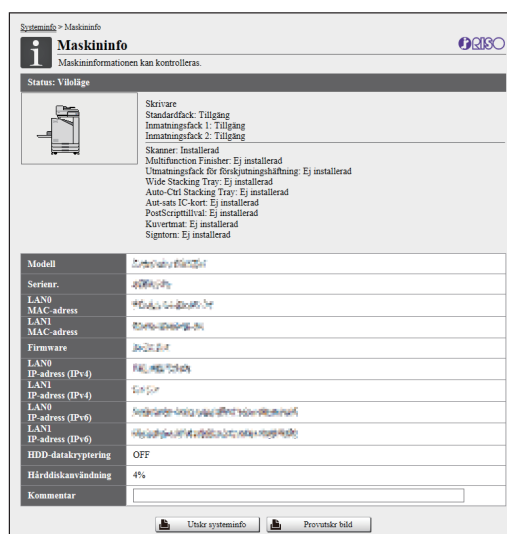 Systeminfo > Maskininfo
i Maskininfo
RISO
Maskininformationen kan kontrolleras.
Status: Viloläge
Skrivare
Standardfack: Tillgäng
Inmatningsfack 1: Tillgäng
Inmatningsfack 2: Tillgäng
Skanner: Installerad
Multifunction Finisher: Ej installerad
Utmatningsfack för förskjutningshäftning: Ej installerad
Wide Stacking Tray: Ej installerad
Auto-Ctrl Stacking Tray: Ej installerad
Aut-sats IC-kort: Ej installerad
PostScripttillval: Ej installerad
Kuvertmat: Ej installerad
Signtorn: Ej installerad
Modell
Serienr.
LAN0
MAC-adress
LAN1
MAC-adress
Firmware
LAN0
IP-adress (IPv4)
LAN1
IP-adress (IPv4)
LAN0
IP-adress (IPv6)
LAN1
IP-adress (IPv6)
HDD-datakryptering OFF
Hårddiskanvändning 4%
Kommentar
Utskr systeminfo Provutskr bild